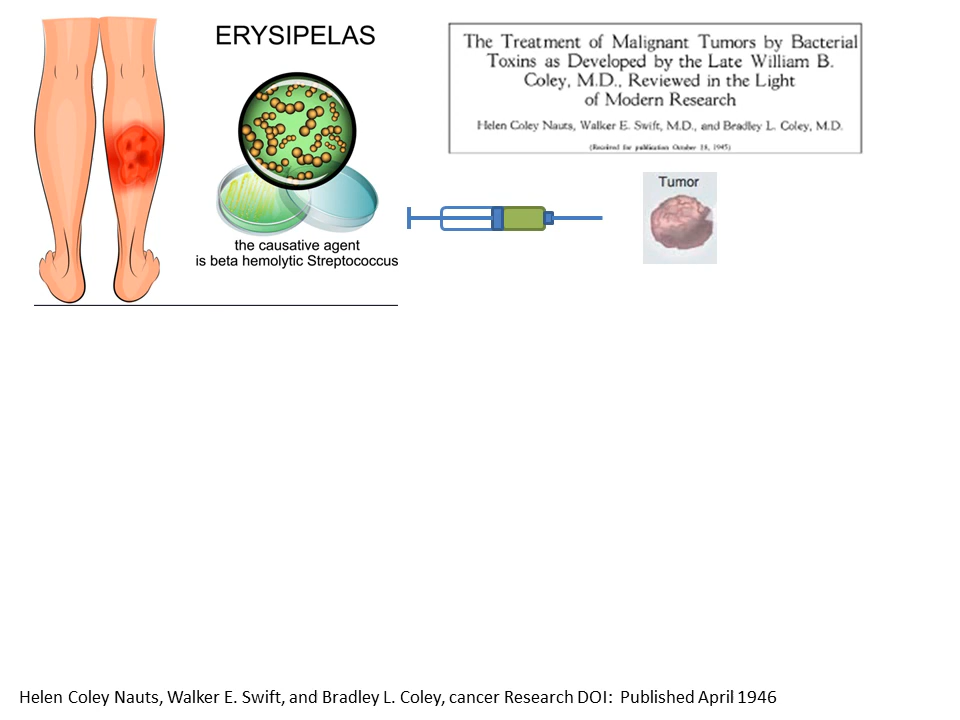 ERYSIPELAS
the causative agent
is beta hemolytic Streptococcus
The Treatment of Malignant Tumors by Bacterial
Toxins as Developed by the Late William B.
Coley, M.D., Reviewed in the Light
of Modern Research
Helen Coley Nauts, Walker E. Swift, M.D., and Bradley L. Coley, M.D.
(Received for publication October 18, 1945)
Tumor
Helen Coley Nauts, Walker E. Swift, and Bradley L. Coley, cancer Research DOI: Published April 1946